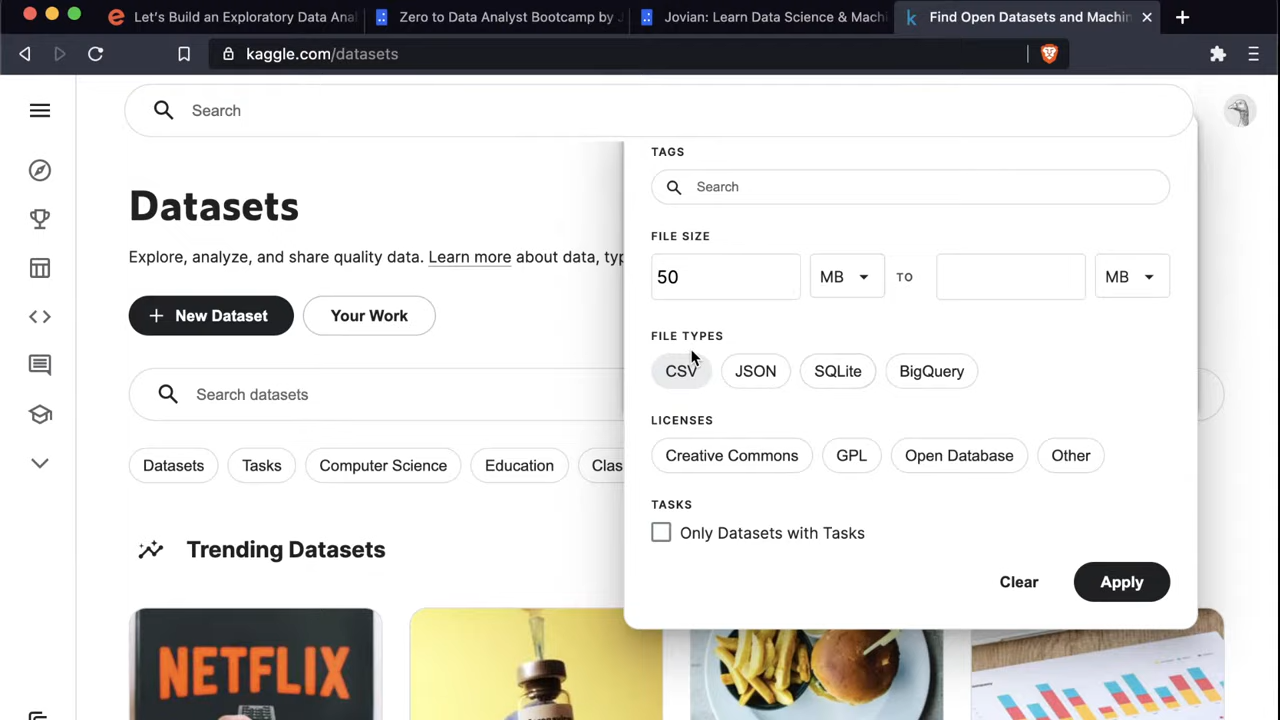 Let's Build an Exploratory Data Anal
Zero to Data Analyst Bootcamp by J
Jovian: Learn Data Science & Machi
Find Open Datasets and Machin
kaggle.com/datasets
Search
TAGS
Search
Datasets
FILE SIZE
Explore, analyze, and share quality data. Learn more about data, typ
50 MB TO MB
New Dataset
Your Work
FILE TYPES
CSV JSON SQLite BigQuery
Search datasets
LICENSES
Creative Commons GPL Open Database Other
Datasets Tasks Computer Science Education Clas
TASKS
Only Datasets with Tasks
Trending Datasets
Clear Apply
NETFLIX